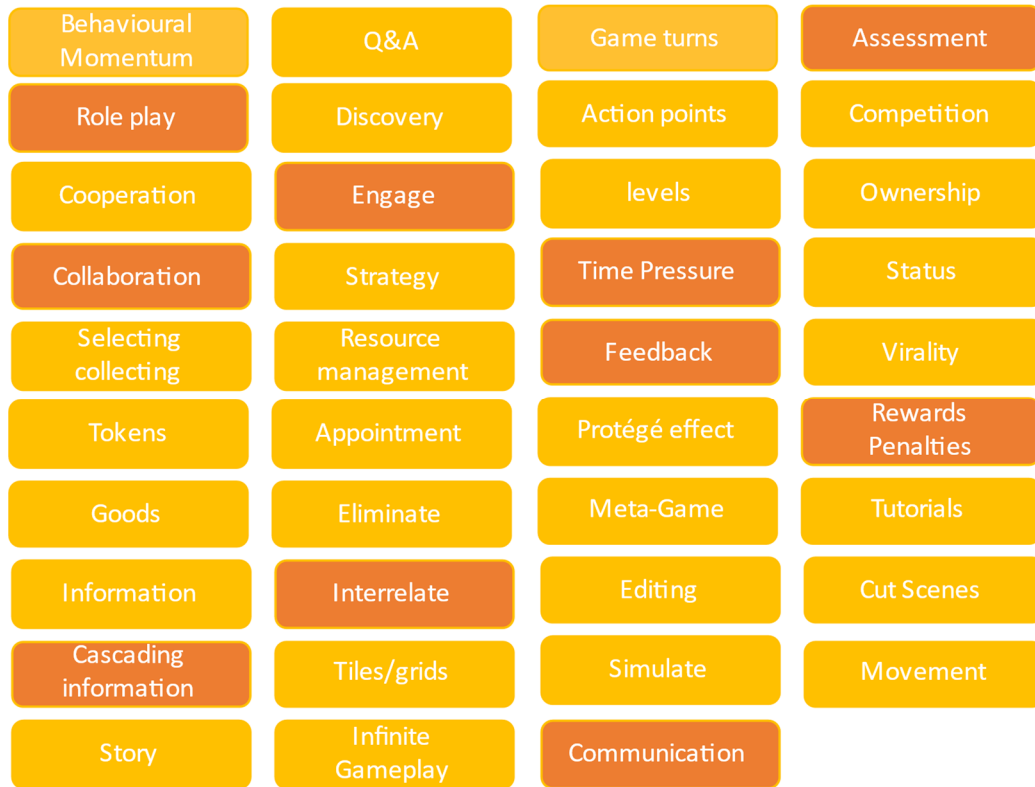 Behavioural
Momentum
Q&A
Game turns
Assessment
Role play
Discovery
Action points
Competition
Cooperation
Engage
levels
Ownership
Collaboration
Strategy
Time Pressure
Status
Selecting
collecting
Resource
management
Feedback
Virality
Tokens
Appointment
Protégé effect
Rewards
Penalties
Goods
Eliminate
Meta-Game
Tutorials
Information
Interrelate
Editing
Cut Scenes
Cascading
information
Tiles/grids
Simulate
Movement
Story
Infinite
Gameplay
Communication